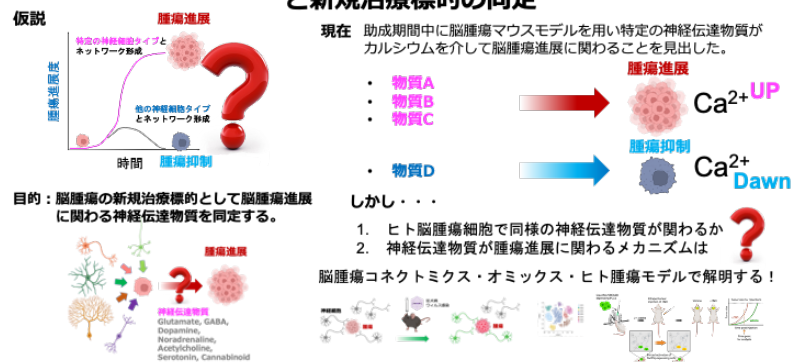 と新規治療標的の同定
仮説
腫瘍進展
特定の神経細胞タイプと
ネットワーク形成
腫瘍進展度
他の神経細胞タイプ
とネットワーク形成
時間
腫瘍抑制
目的：脳腫瘍の新規治療標的として脳腫瘍進展
に関わる神経伝達物質を同定する。
腫瘍進展
神経伝達物質
Glutamate, GABA,
Dopamine,
Noradrenaline,
Acetylcholine,
Serotonin, Cannabinoid
現在 助成期間中に脳腫瘍マウスモデルを用い特定の神経伝達物質が
カルシウムを介して脳腫瘍進展に関わることを見出した。
腫瘍進展
・ 物質A
・ 物質B
・ 物質C
Ca2+ UP
腫瘍抑制
・ 物質D
Ca2+ Dawn
しかし・・・
1. ヒト脳腫瘍細胞で同様の神経伝達物質が関わるか
2. 神経伝達物質が腫瘍進展に関わるメカニズムは
脳腫瘍コネクトミクス・オミックス・ヒト腫瘍モデルで解明する！
神経細胞
腫瘍
腫瘍